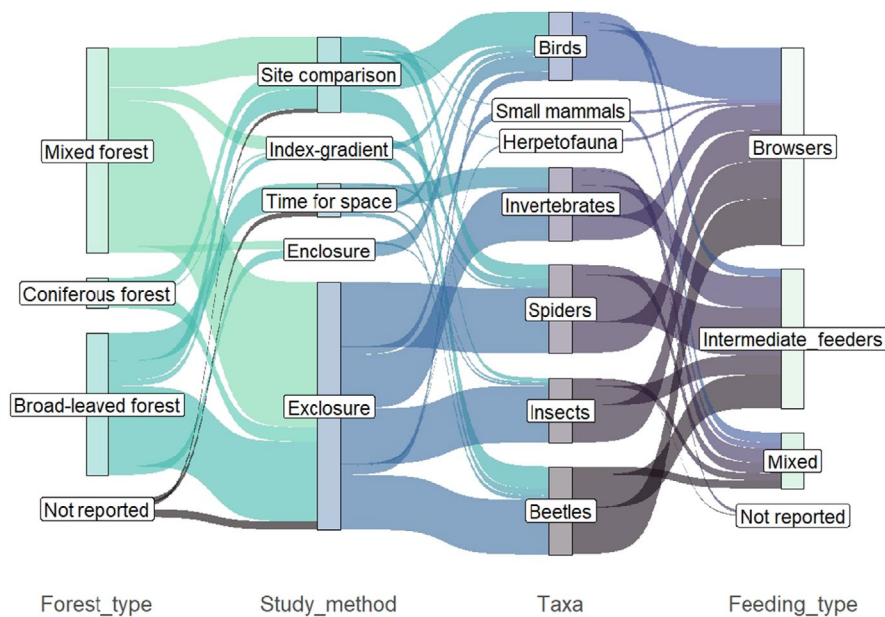 Mixed forest
Coniferous forest
Broad-leaved forest
Not reported
Site comparison
Index-gradient
Time for space
Enclosure
Exclosure
Birds
Small mammals
Herpetofauna
Invertebrates
Spiders
Insects
Beetles
Browsers
Intermediate_feeders
Mixed
Not reported
Forest_type
Study_method
Taxa
Feeding_type